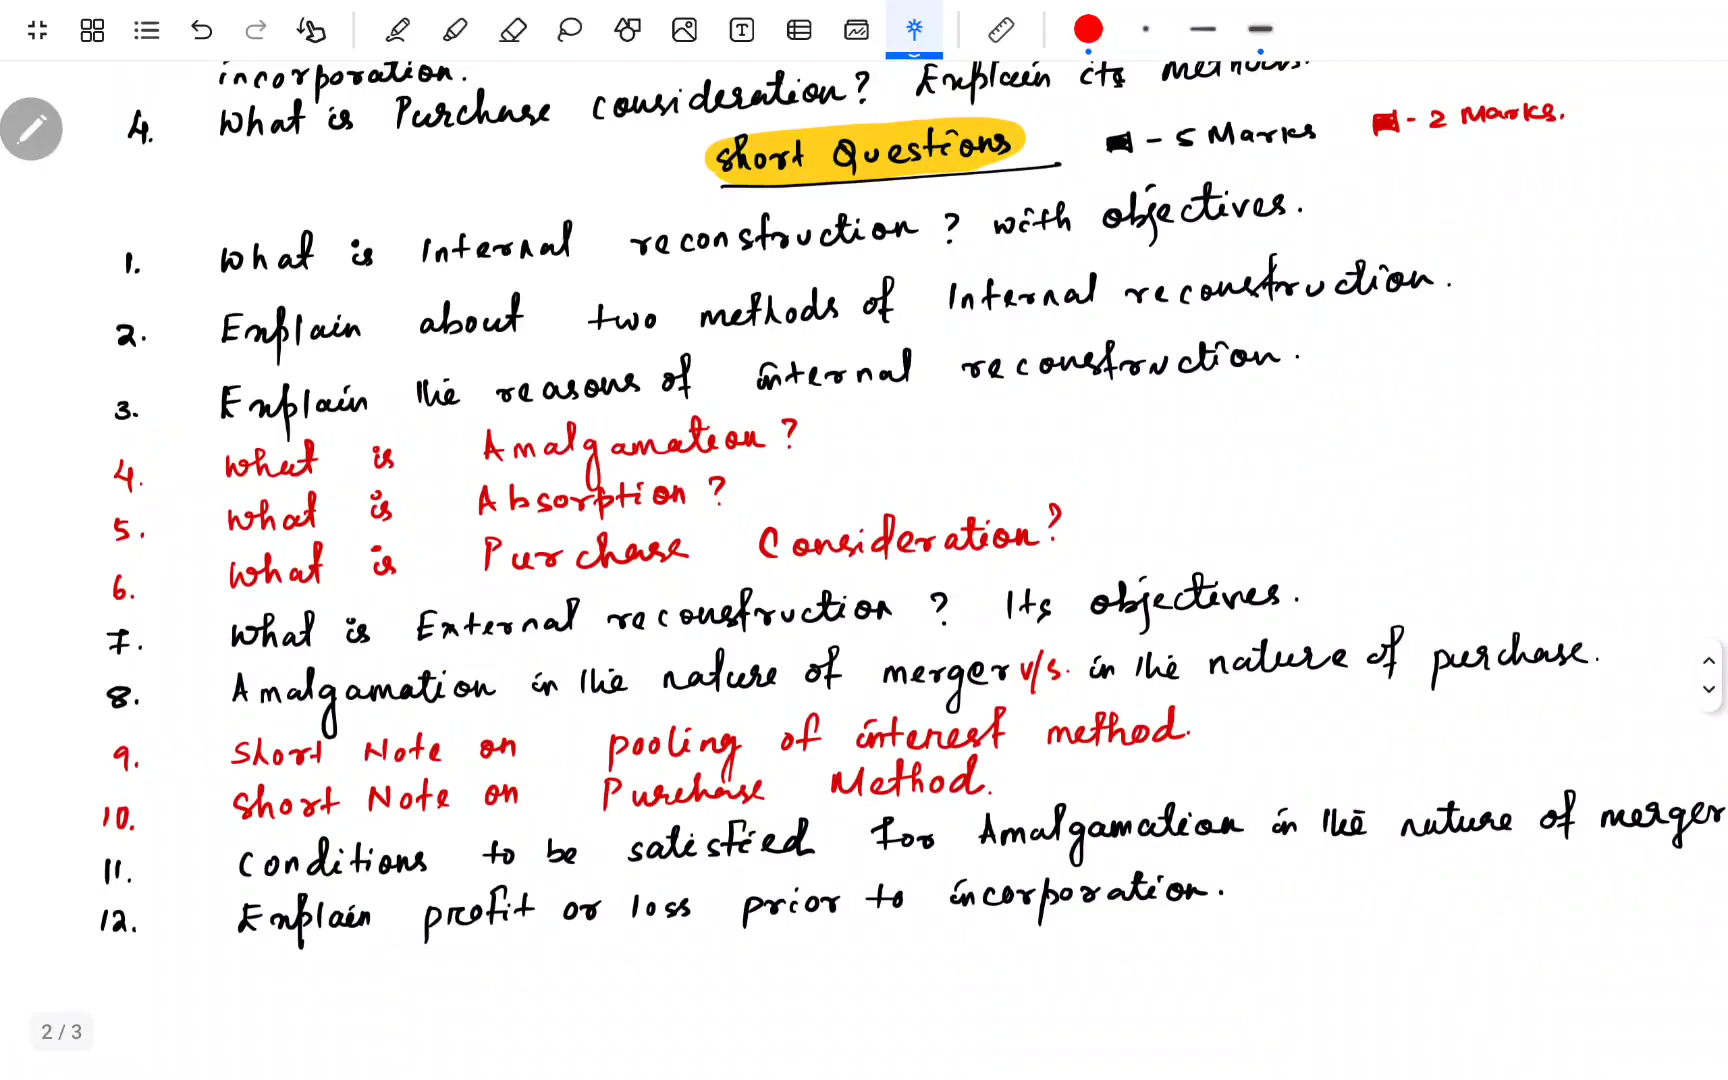 incorporation.
4. What is Purchase consideration? Explain its methods.
Short Questions - 5 Marks - 2 Marks.
1. What is Internal reconstruction? with objectives.
2. Explain about two methods of Internal reconstruction.
3. Explain the reasons of internal reconstruction.
4. What is Amalgamation?
5. What is Absorption?
6. What is Purchase Consideration?
7. What is External reconstruction? Its objectives.
8. Amalgamation in the nature of merger v/s. in the nature of purchase.
9. Short Note on pooling of interest method.
10. Short Note on Purchase Method.
11. Conditions to be satisfied for Amalgamation in the nature of merger
12. Explain profit or loss prior to incorporation.
2 / 3